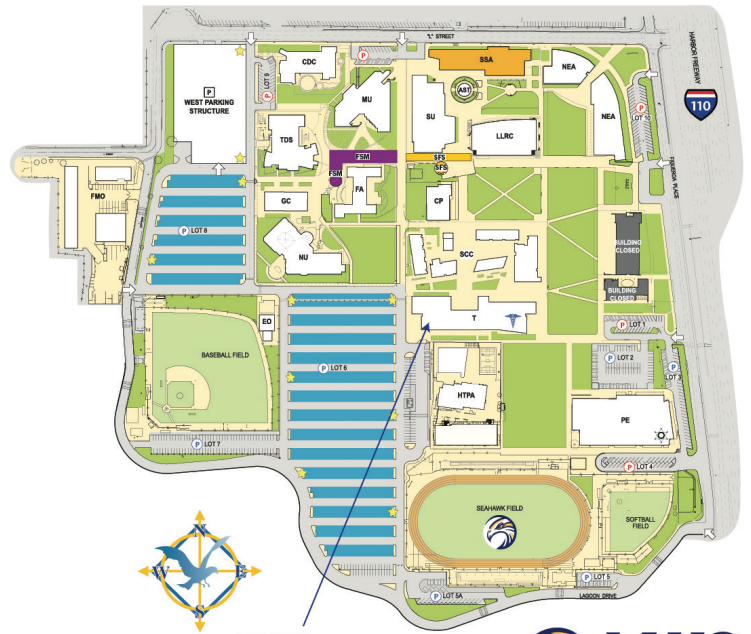 "L" STREET
HARBOR FREEWAY
110
CDC
P
SSA
NEA
P
WEST PARKING
STRUCTURE
LOT 9
P
MU
AST
SU
LLRC
NEA
P
LOT 10
TDS
FSM
FSM
SFS
SFS
FIGUEROA PLACE
FMO
FA
GC
CP
P LOT 8
NU
SCC
BUILDING
CLOSED
BUILDING
CLOSED
EO
T
P LOT 1
BASEBALL FIELD
P LOT 6
P LOT 2
P
LOT 3
HTPA
PE
P LOT 7
P LOT 4
SEAHAWK FIELD
SOFTBALL
FIELD
N
W E
S
P LOT 5
P LOT 5A
LAGOON DRIVE